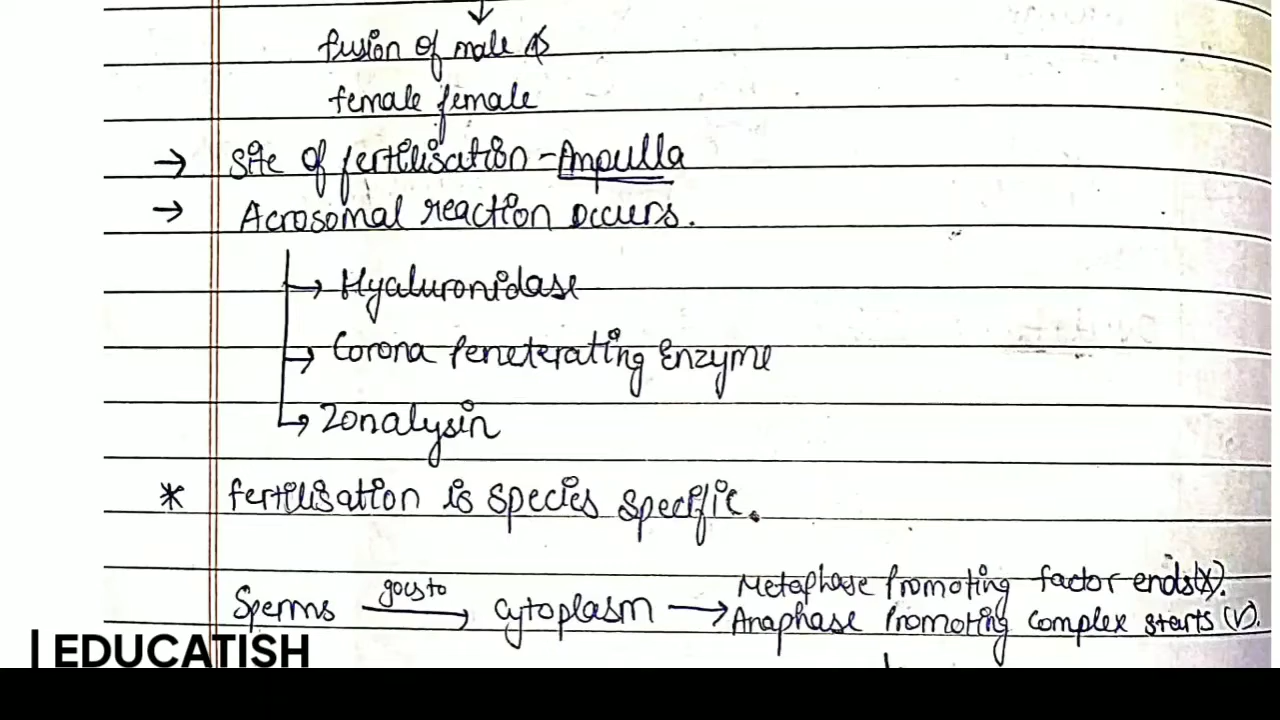 ↓
fusion of male &
female female
→ Site of fertilisation - Ampulla
→ Acrosomal reaction occurs.
→ Hyaluronidase
→ Corona Peneterating Enzyme
→ Zonalysin
* fertilisation is species specific.
Metaphase Promoting factor ends(X).
Sperms goes to → cytoplasm → Anaphase Promoting complex starts (✓).
| EDUCATISH